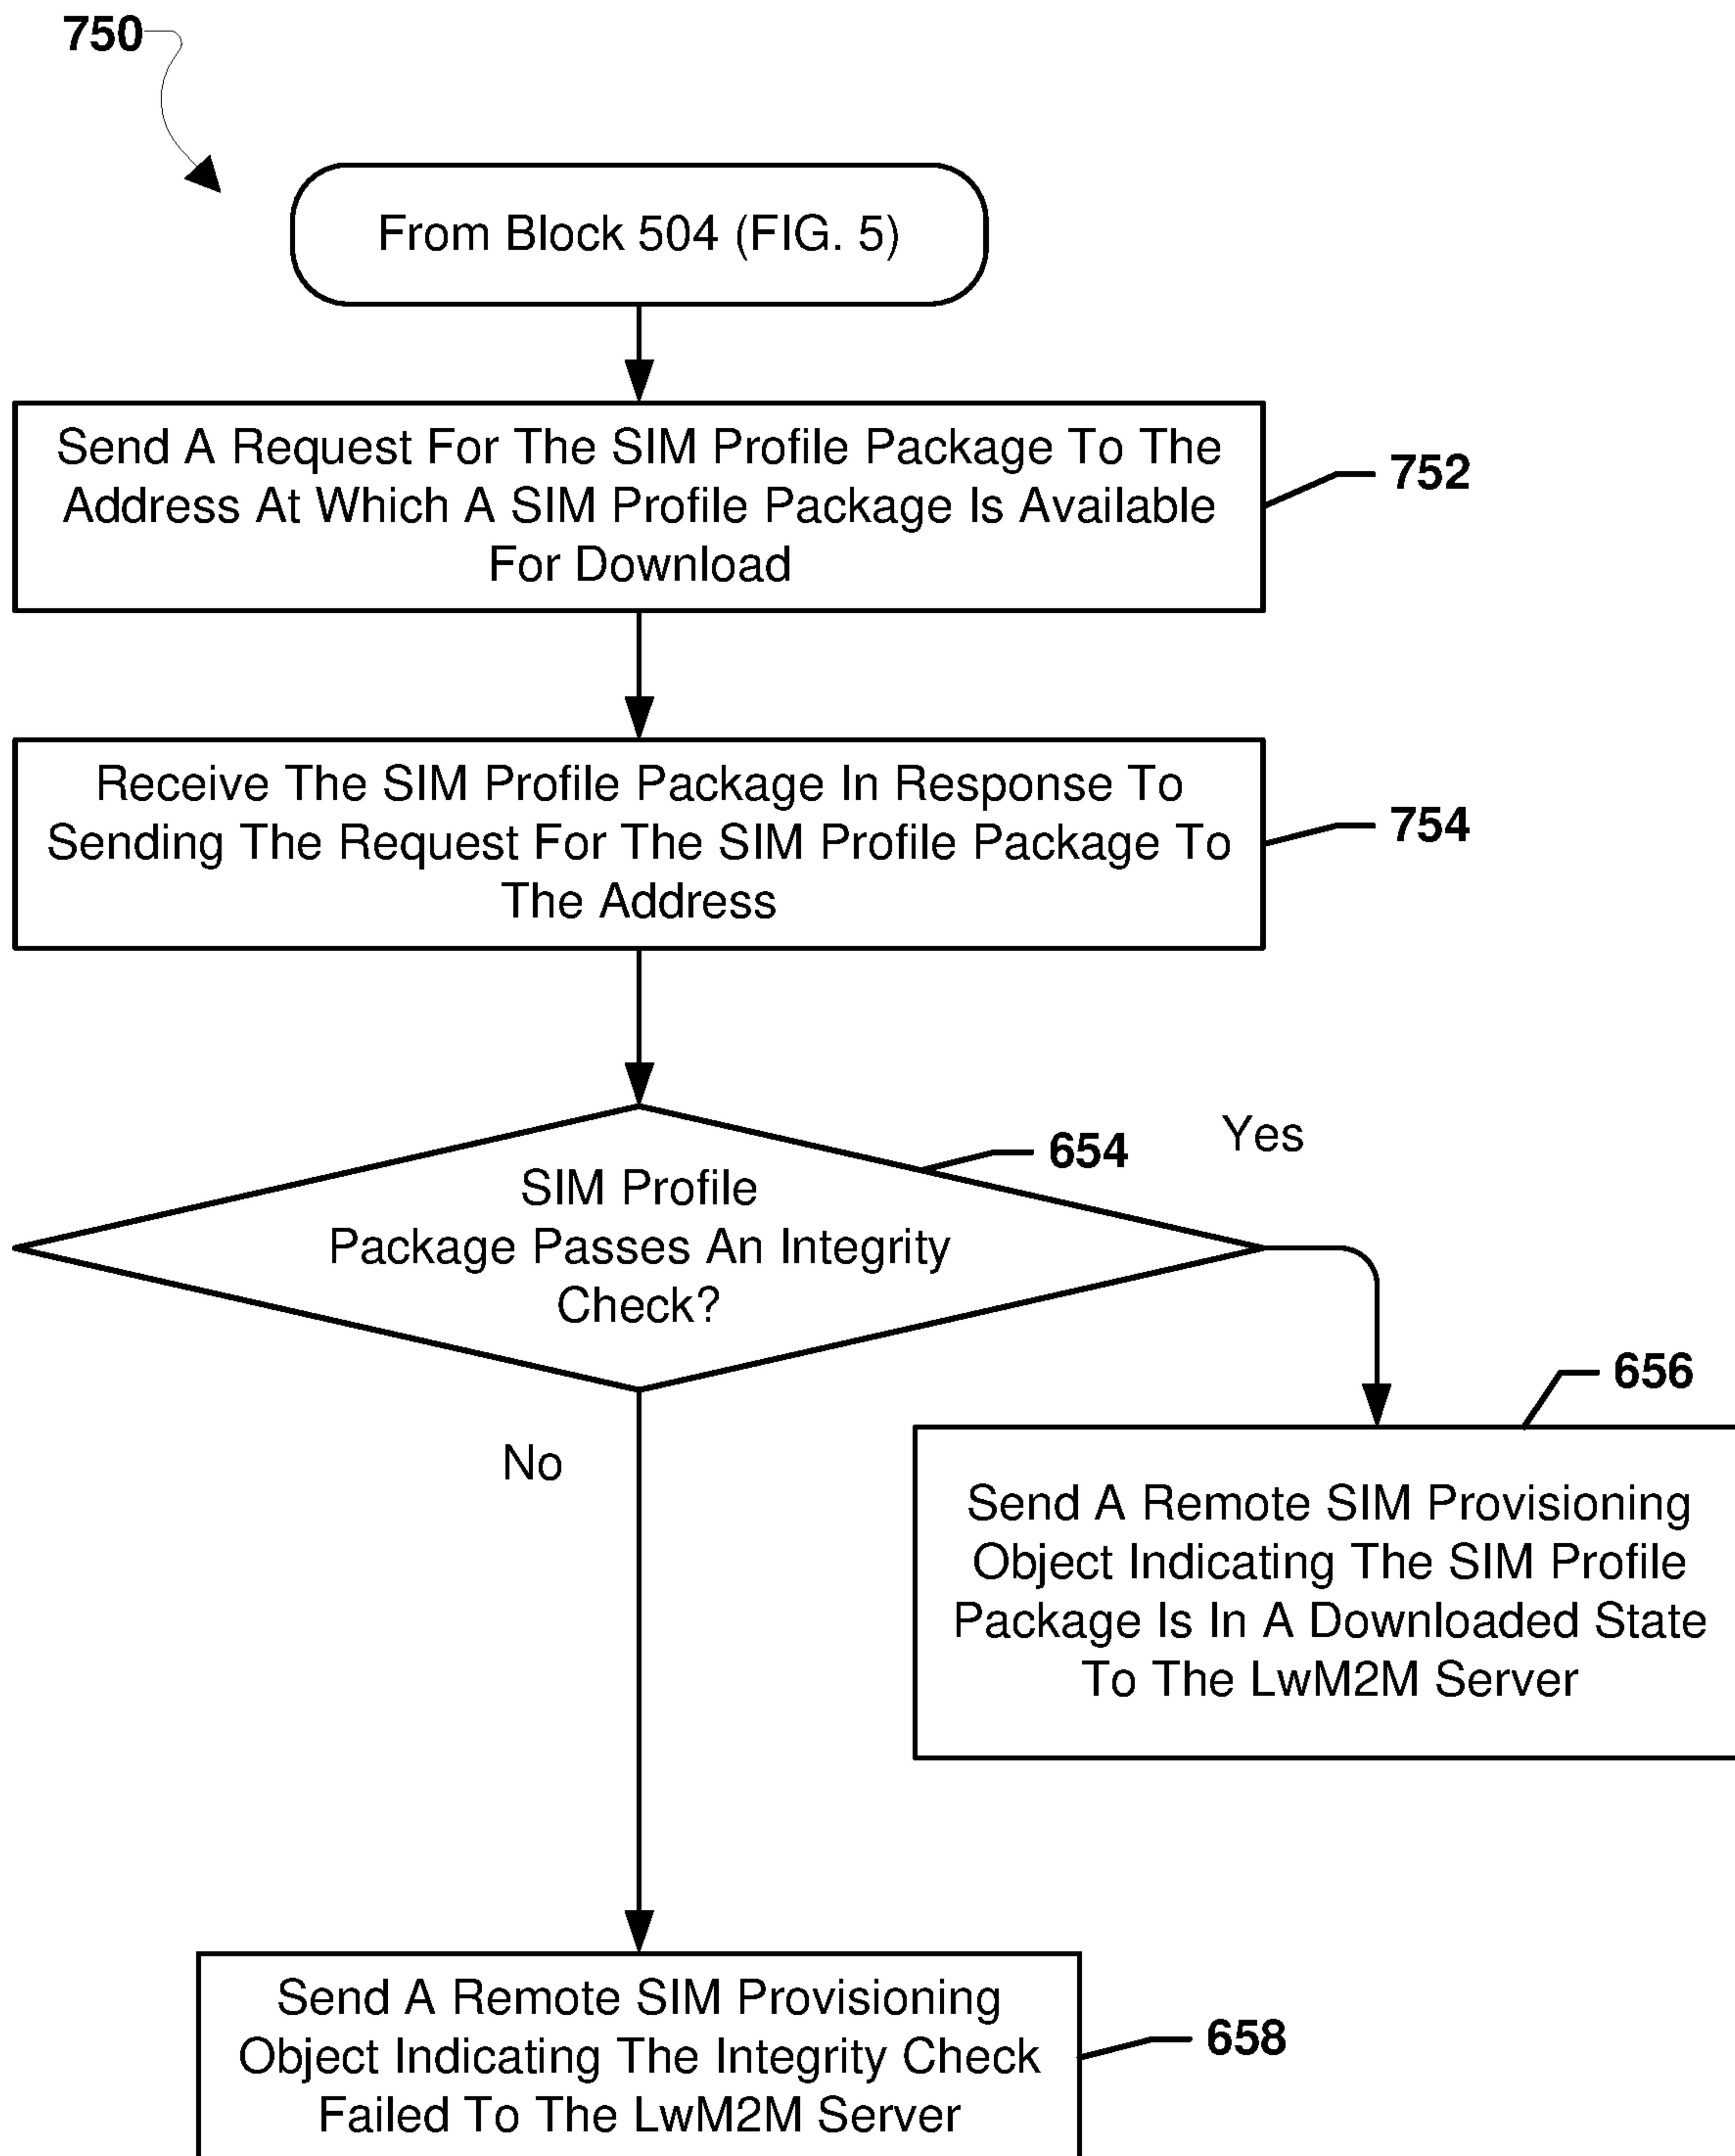 750
From Block 504 (FIG. 5)
Send A Request For The SIM Profile Package To The
Address At Which A SIM Profile Package Is Available
For Download
752
Receive The SIM Profile Package In Response To
Sending The Request For The SIM Profile Package To
The Address
754
SIM Profile
Package Passes An Integrity
Check?
654
Yes
No
656
Send A Remote SIM Provisioning
Object Indicating The SIM Profile
Package Is In A Downloaded State
To The LwM2M Server
Send A Remote SIM Provisioning
Object Indicating The Integrity Check
Failed To The LwM2M Server
658